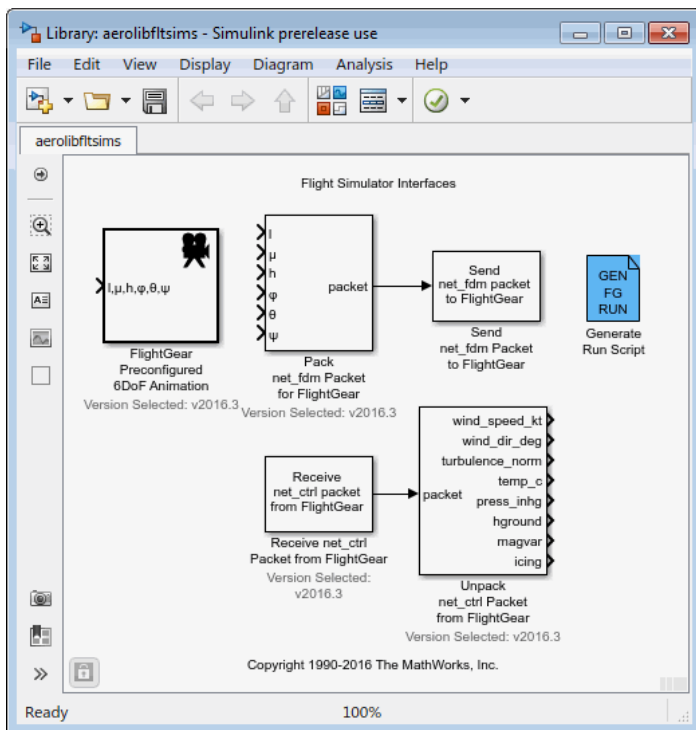 Library: aerolibfltsims - Simulink prerelease use
File Edit View Display Diagram Analysis Help
aerolibfltsims
Flight Simulator Interfaces
l,μ,h,φ,θ,ψ
FlightGear
Preconfigured
6DoF Animation
Version Selected: v2016.3
l
μ
h
φ
θ
ψ
packet
Pack
net_fdm Packet
for FlightGear
Version Selected: v2016.3
Send
net_fdm packet
to FlightGear
Send
net_fdm Packet
to FlightGear
GEN
FG
RUN
Generate
Run Script
Receive
net_ctrl packet
from FlightGear
Receive net_ctrl
Packet from FlightGear
Version Selected:
v2016.3
packet
wind_speed_kt
wind_dir_deg
turbulence_norm
temp_c
press_inhg
hground
magvar
icing
Unpack
net_ctrl Packet
from FlightGear
Version Selected: v2016.3
Copyright 1990-2016 The MathWorks, Inc.
Ready 100%